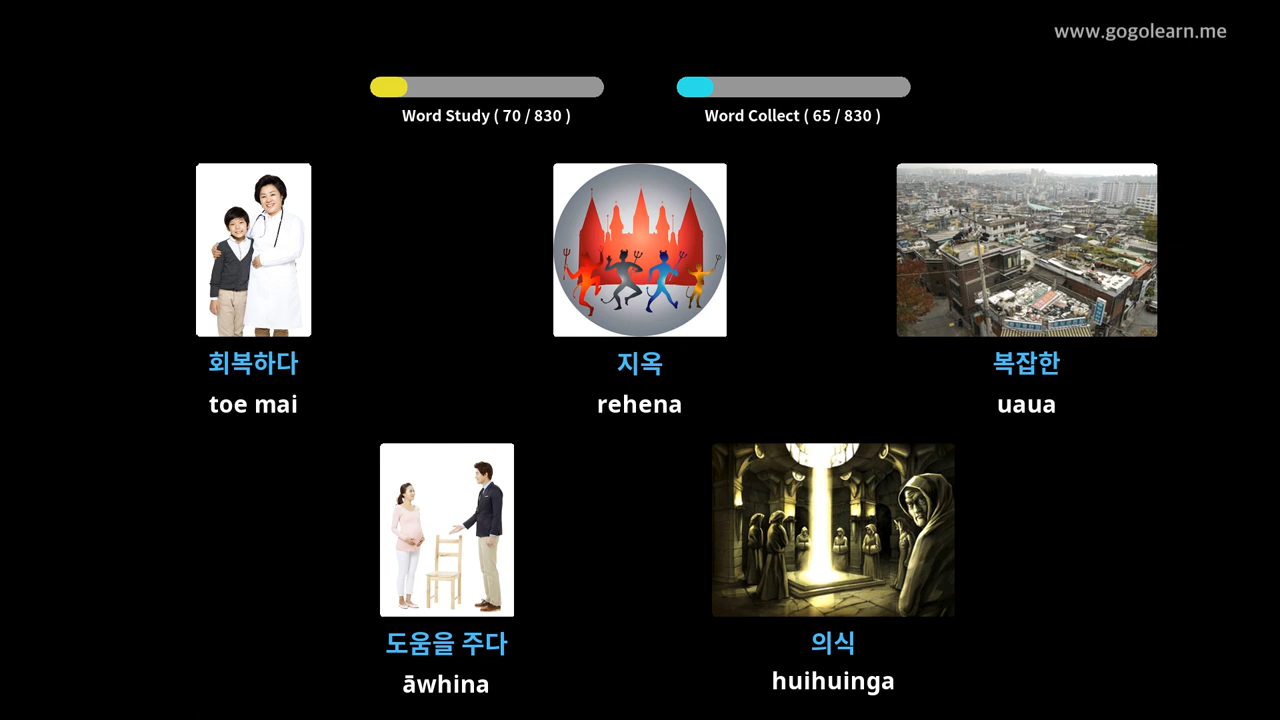 www.gogolearn.me
Word Study ( 70 / 830 )
Word Collect ( 65 / 830 )
회복하다
toe mai
지옥
rehena
복잡한
uaua
도움을 주다
āwhina
의식
huihuinga